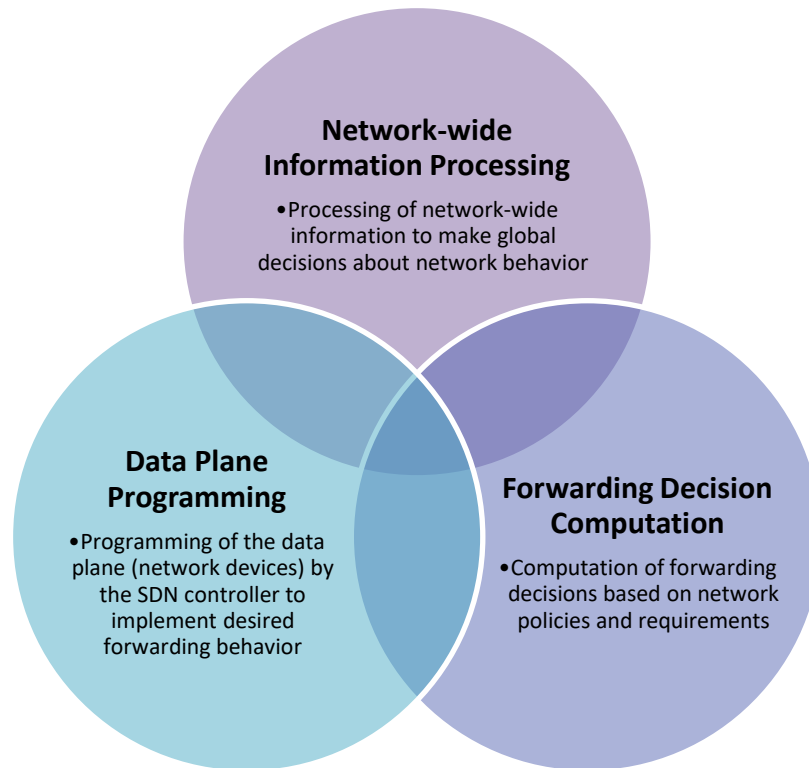 Network-wide
Information Processing
•Processing of network-wide
information to make global
decisions about network behavior
Data Plane
Programming
•Programming of the data
plane (network devices) by
the SDN controller to
implement desired
forwarding behavior
Forwarding Decision
Computation
•Computation of forwarding
decisions based on network
policies and requirements